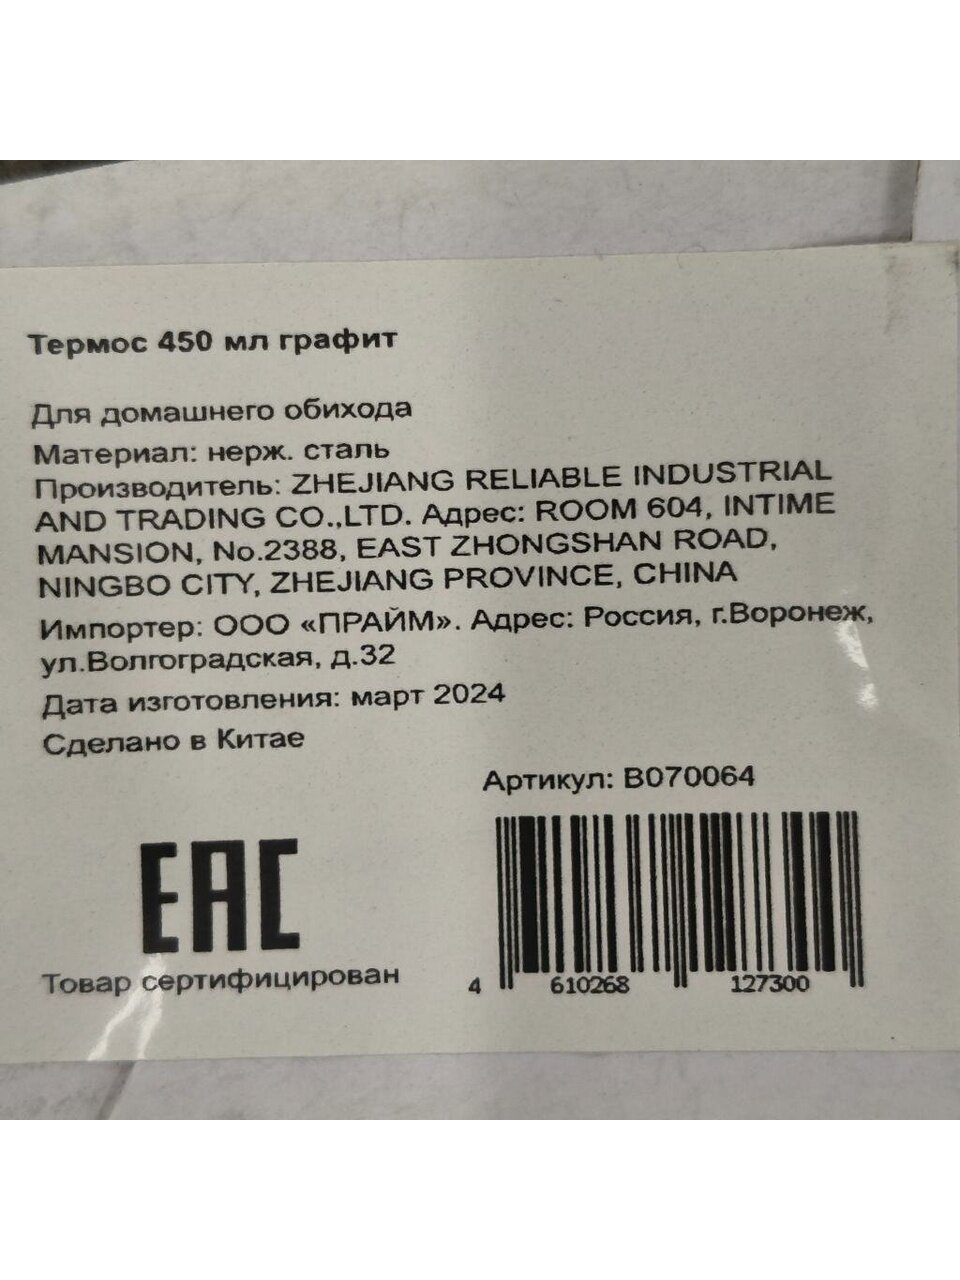 Термос 450 мл графит
Для домашнего обихода
Материал: нерж. сталь
Производитель: ZHEJIANG RELIABLE INDUSTRIAL
AND TRADING CO.,LTD. Адрес: ROOM 604, INTIME
MANSION, No.2388, EAST ZHONGSHAN ROAD,
NINGBO CITY, ZHEJIANG PROVINCE, CHINA
Импортер: ООО «ПРАЙМ». Адрес: Россия, г.Воронеж,
ул.Волгоградская, д.32
Дата изготовления: март 2024
Сделано в Китае
Артикул: B070064
EAC
Товар сертифицирован
4 610268 127300